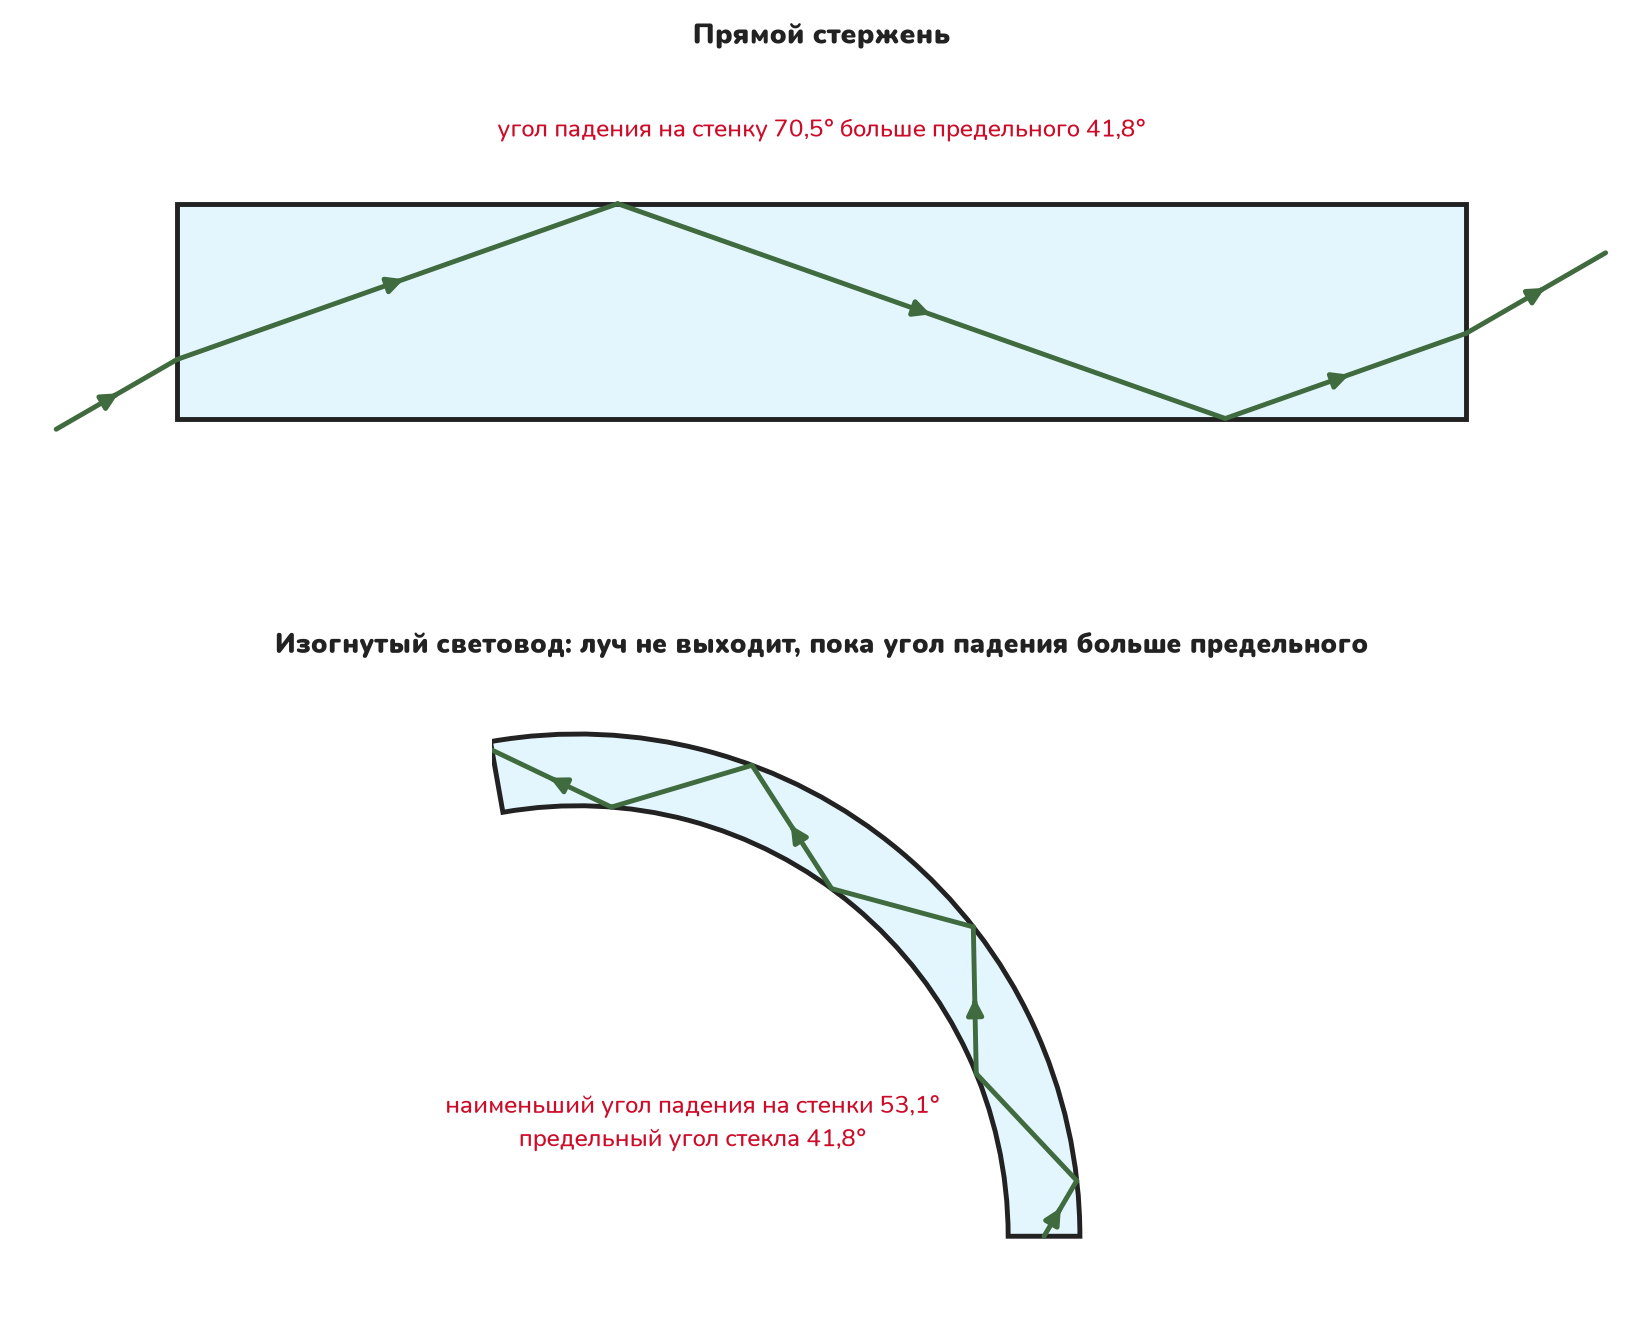 Прямой стержень
угол падения на стенку 70,5° больше предельного 41,8°
Изогнутый световод: луч не выходит, пока угол падения больше предельного
наименьший угол падения на стенки 53,1°
предельный угол стекла 41,8°